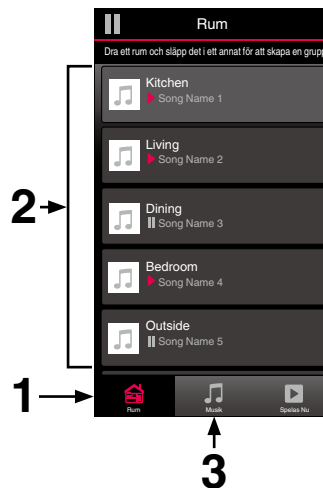 Rum
Dra ett rum och släpp det i ett annat för att skapa en grupp
Kitchen
Song Name 1
Living
Song Name 2
Dining
Song Name 3
Bedroom
Song Name 4
Outside
Song Name 5
2
1
Rum
Musik
Spelas Nu
3